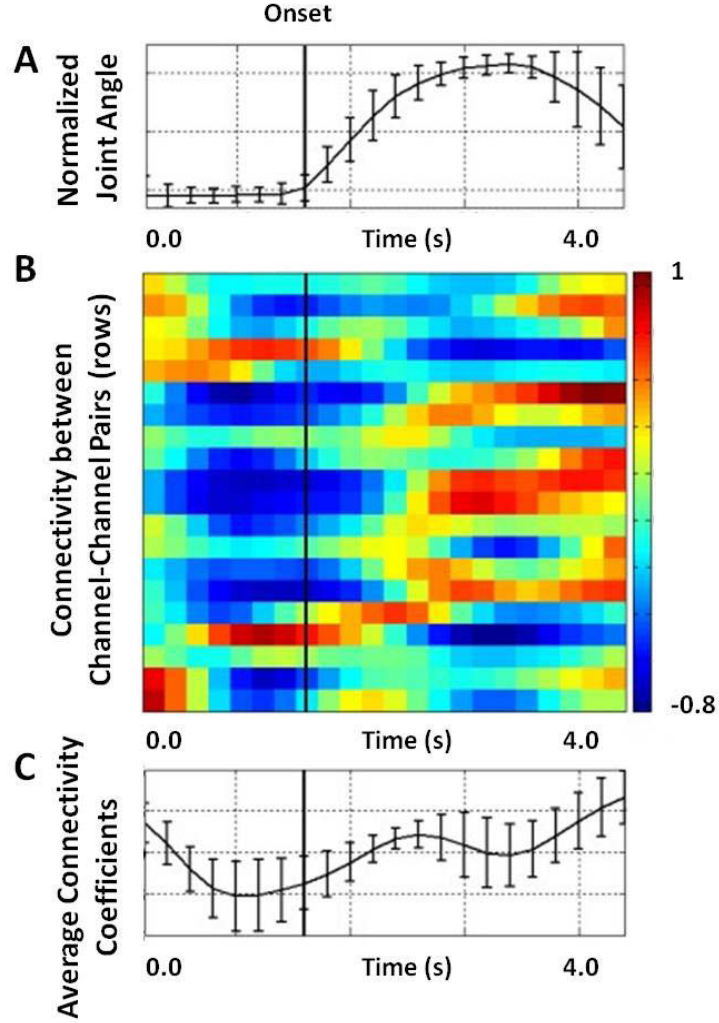 Onset
A
Normalized
Joint Angle
0.0 Time (s) 4.0
B
Connectivity between
Channel-Channel Pairs (rows)
1
-0.8
0.0 Time (s) 4.0
C
Average Connectivity
Coefficients
0.0 Time (s) 4.0